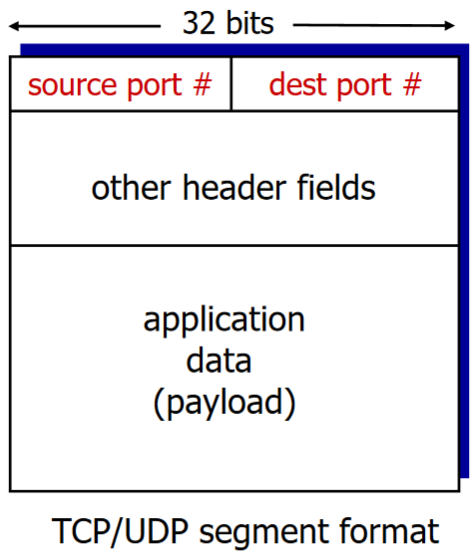 32 bits
source port # dest port #
other header fields
application
data
(payload)
TCP/UDP segment format